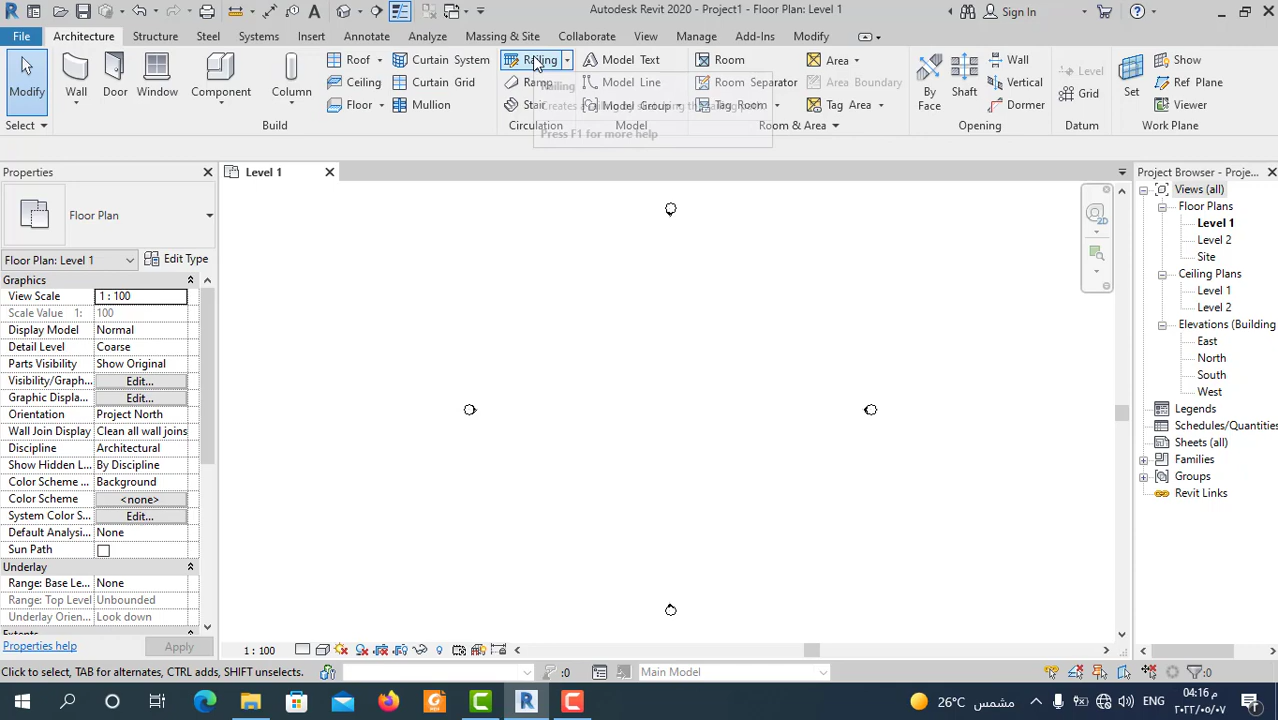 Autodesk Revit 2020 - Project1 - Floor Plan: Level 1
Sign In
File Architecture Structure Steel Systems Insert Annotate Analyze Massing & Site Collaborate View Manage Add-Ins Modify
Modify
Select
Wall
Door
Window
Component
Column
Roof
Ceiling
Floor
Curtain System
Curtain Grid
Mullion
Build
Railing
Ramp
Stair
Circulation
Railing
Press F1 for more help
Model Text
Model Line
Model Group
Model
Room
Room Separator
Tag Room
Area
Area Boundary
Tag Area
Room & Area
By Face
Shaft
Wall
Vertical
Dormer
Opening
Level
Grid
Datum
Set
Show
Ref Plane
Viewer
Work Plane
Properties
Floor Plan
Floor Plan: Level 1 Edit Type
Graphics
View Scale 1 : 100
Scale Value 1: 100
Display Model Normal
Detail Level Coarse
Parts Visibility Show Original
Visibility/Graph... Edit...
Graphic Displa... Edit...
Orientation Project North
Wall Join Display Clean all wall joins
Discipline Architectural
Show Hidden L... By Discipline
Color Scheme ... Background
Color Scheme <none>
System Color S... Edit...
Default Analysi... None
Sun Path
Underlay
Range: Base Le... None
Range: Top Level Unbounded
Underlay Orien... Look down
Extents
Properties help Apply
Level 1
2D
1 : 100
Project Browser - Proje...
Views (all)
Floor Plans
Level 1
Level 2
Site
Ceiling Plans
Level 1
Level 2
Elevations (Building
East
North
South
West
Legends
Schedules/Quantities
Sheets (all)
Families
Groups
Revit Links
Click to select, TAB for alternates, CTRL adds, SHIFT unselects.
:0
Main Model
:0
26°C مشمس
ENG
04:16 م
٢٠٢٢/٠٥/٠٧